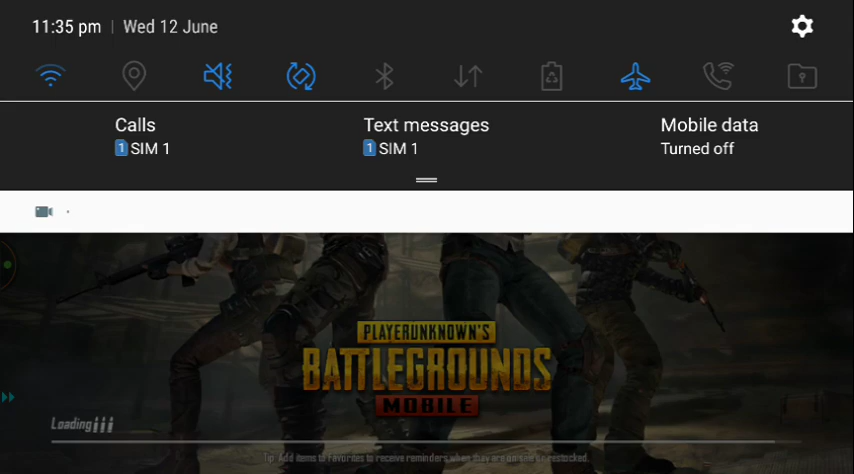 11:35 pm | Wed 12 June
Calls
Text messages
Mobile data
1 SIM 1
1 SIM 1
Turned off
PLAYERUNKNOWN'S
BATTLEGROUNDS
MOBILE
Loading
Tip: Add items to Favorites to receive reminders when they are on sale or restocked.